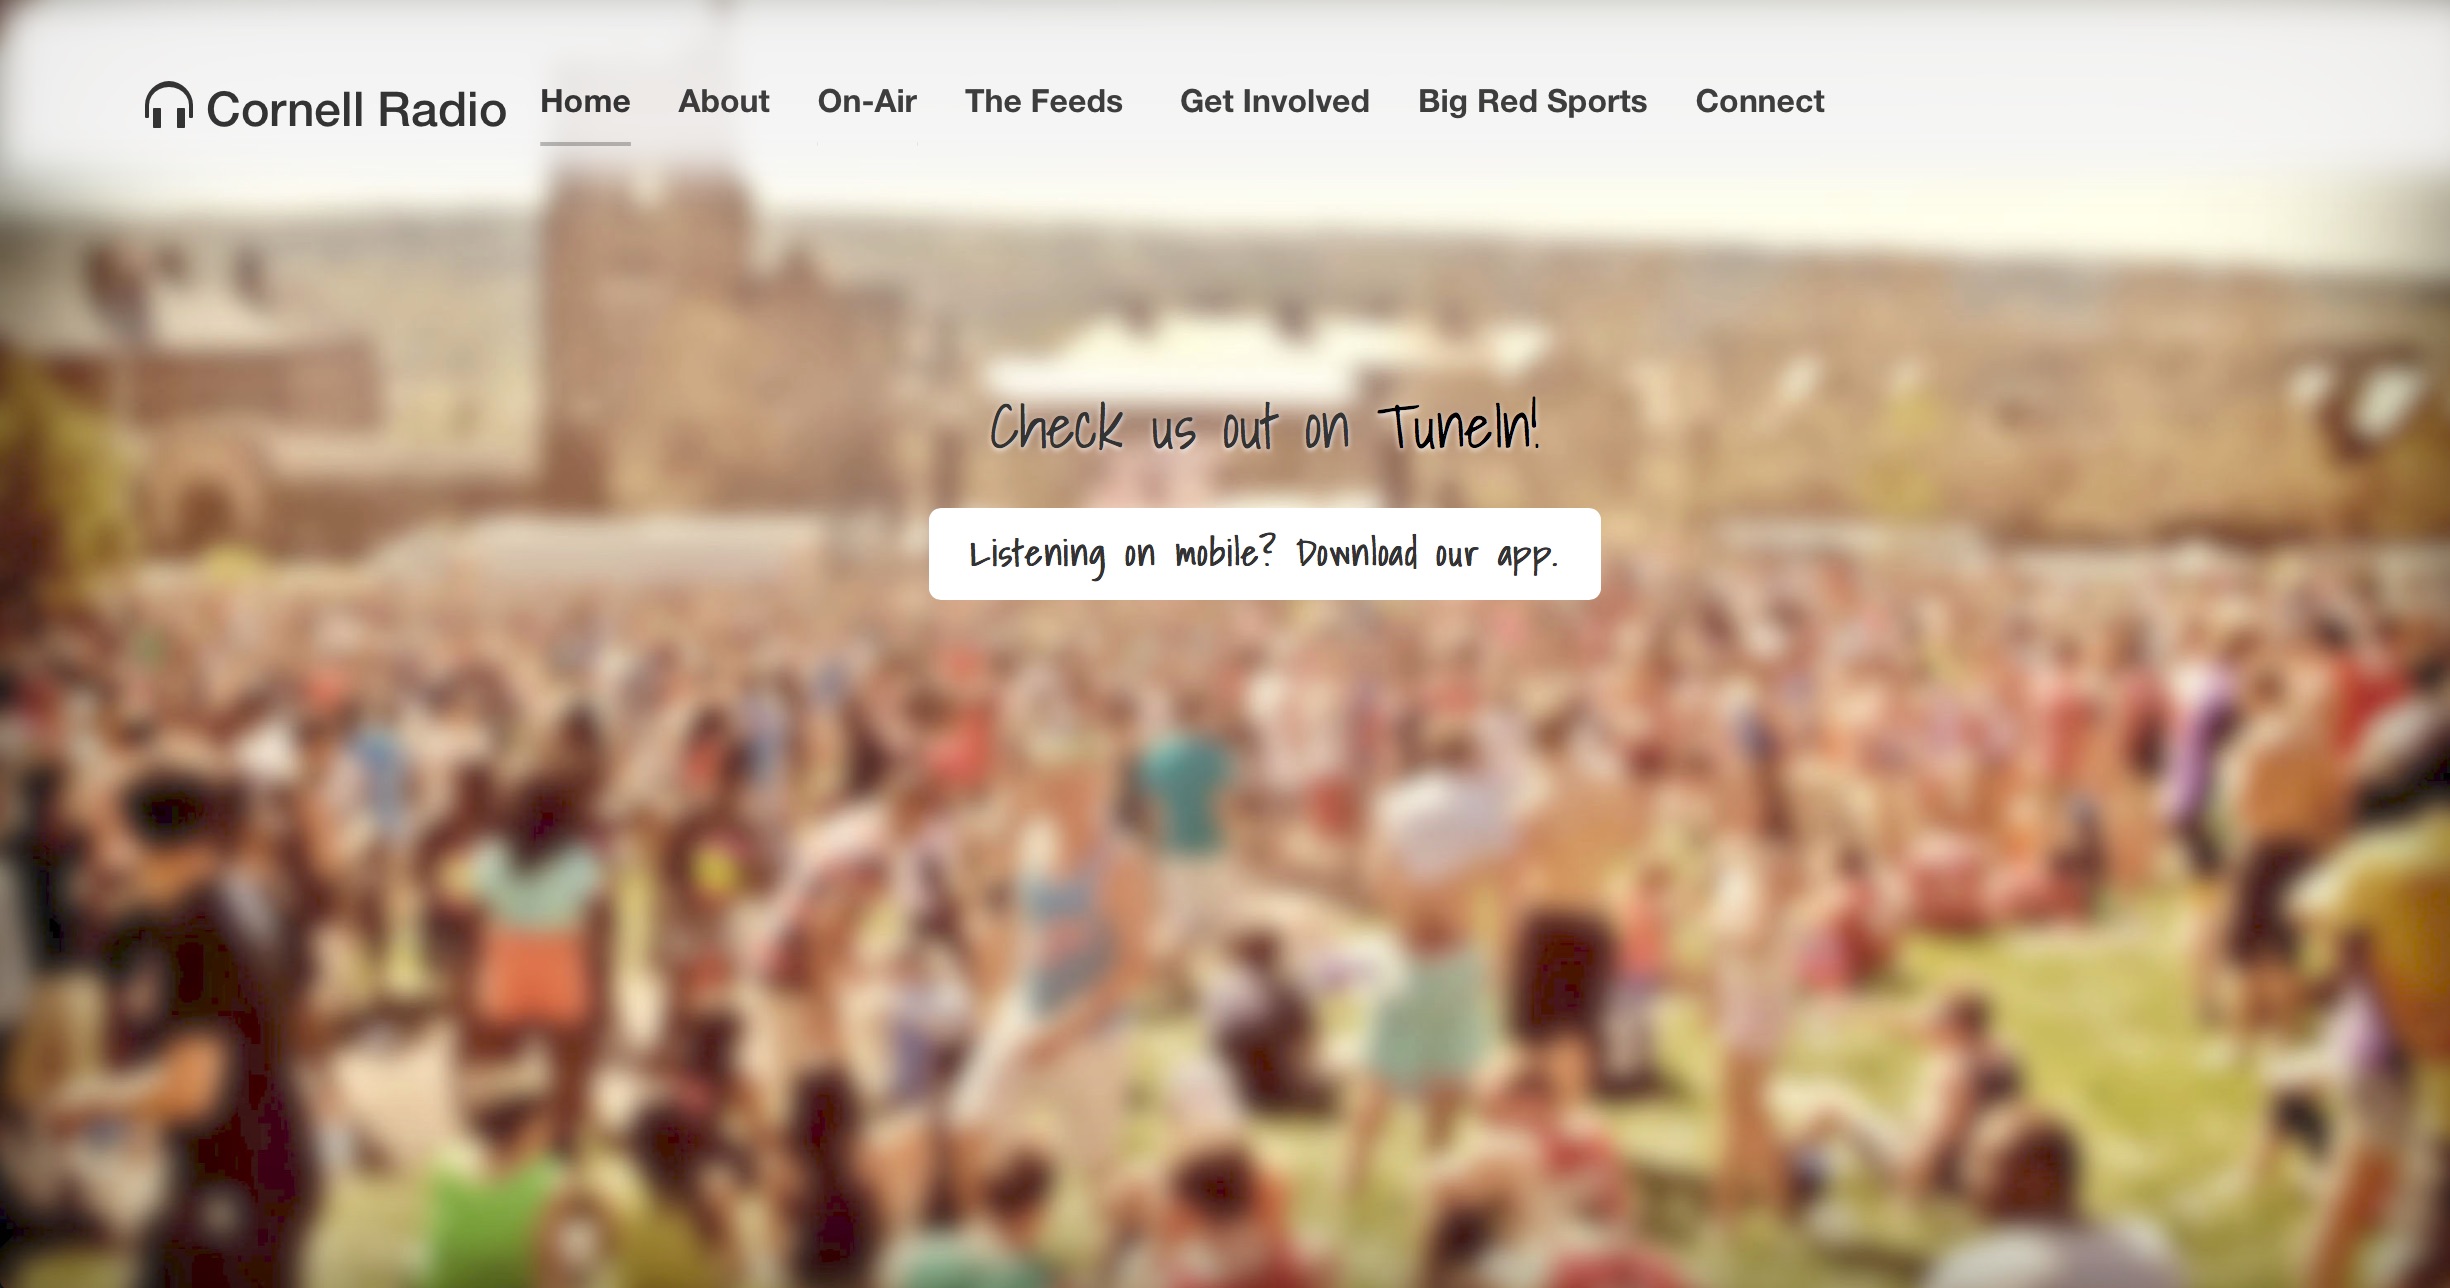 Cornell Radio Home About On-Air The Feeds Get Involved Big Red Sports Connect
Check us out on TuneIn!
Listening on mobile? Download our app.